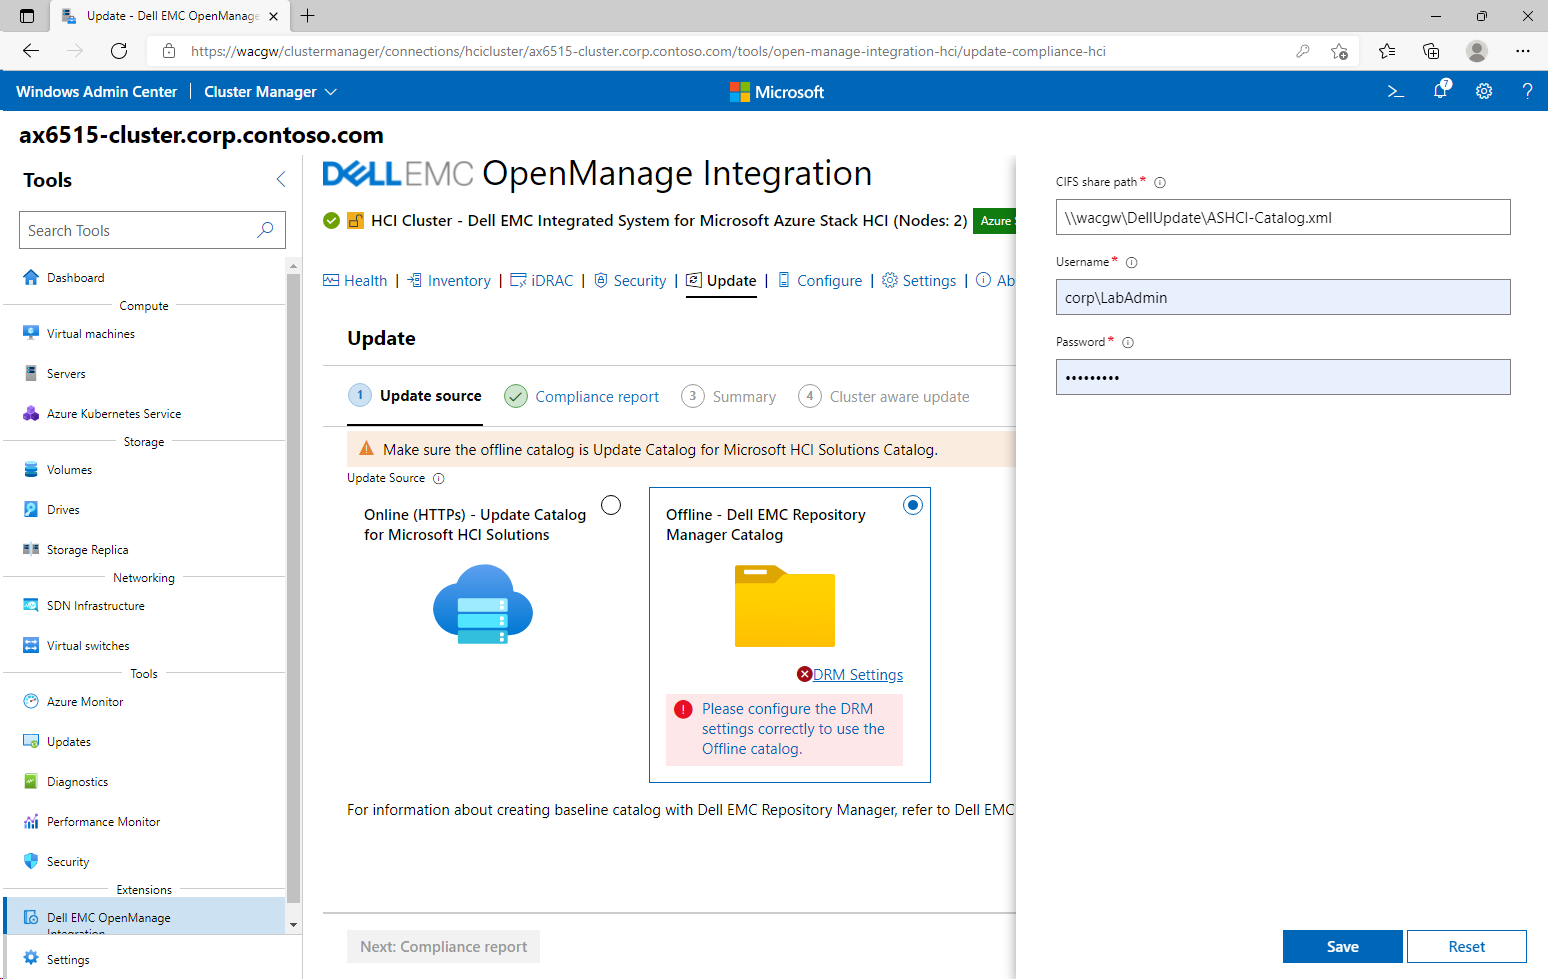 Update - Dell EMC OpenManage
https://wacgw/clustermanager/connections/hcicluster/ax6515-cluster.corp.contoso.com/tools/open-manage-integration-hci/update-compliance-hci
Windows Admin Center
Cluster Manager
Microsoft
7
ax6515-cluster.corp.contoso.com
Tools
Search Tools
Dashboard
Compute
Virtual machines
Servers
Azure Kubernetes Service
Storage
Volumes
Drives
Storage Replica
Networking
SDN Infrastructure
Virtual switches
Tools
Azure Monitor
Updates
Diagnostics
Performance Monitor
Security
Extensions
Dell EMC OpenManage
Integration
Settings
DELLEMC OpenManage Integration
HCI Cluster - Dell EMC Integrated System for Microsoft Azure Stack HCI (Nodes: 2)
Azure
Health | Inventory | iDRAC | Security | Update | Configure | Settings | Ab
Update
1 Update source
Compliance report
3 Summary
4 Cluster aware update
Make sure the offline catalog is Update Catalog for Microsoft HCI Solutions Catalog.
Update Source
Online (HTTPs) - Update Catalog
for Microsoft HCI Solutions
Offline - Dell EMC Repository
Manager Catalog
DRM Settings
Please configure the DRM
settings correctly to use the
Offline catalog.
For information about creating baseline catalog with Dell EMC Repository Manager, refer to Dell EMC
Next: Compliance report
CIFS share path*
\\wacgw\DellUpdate\ASHCI-Catalog.xml
Username*
corp\LabAdmin
Password*
•••••••••
Save
Reset